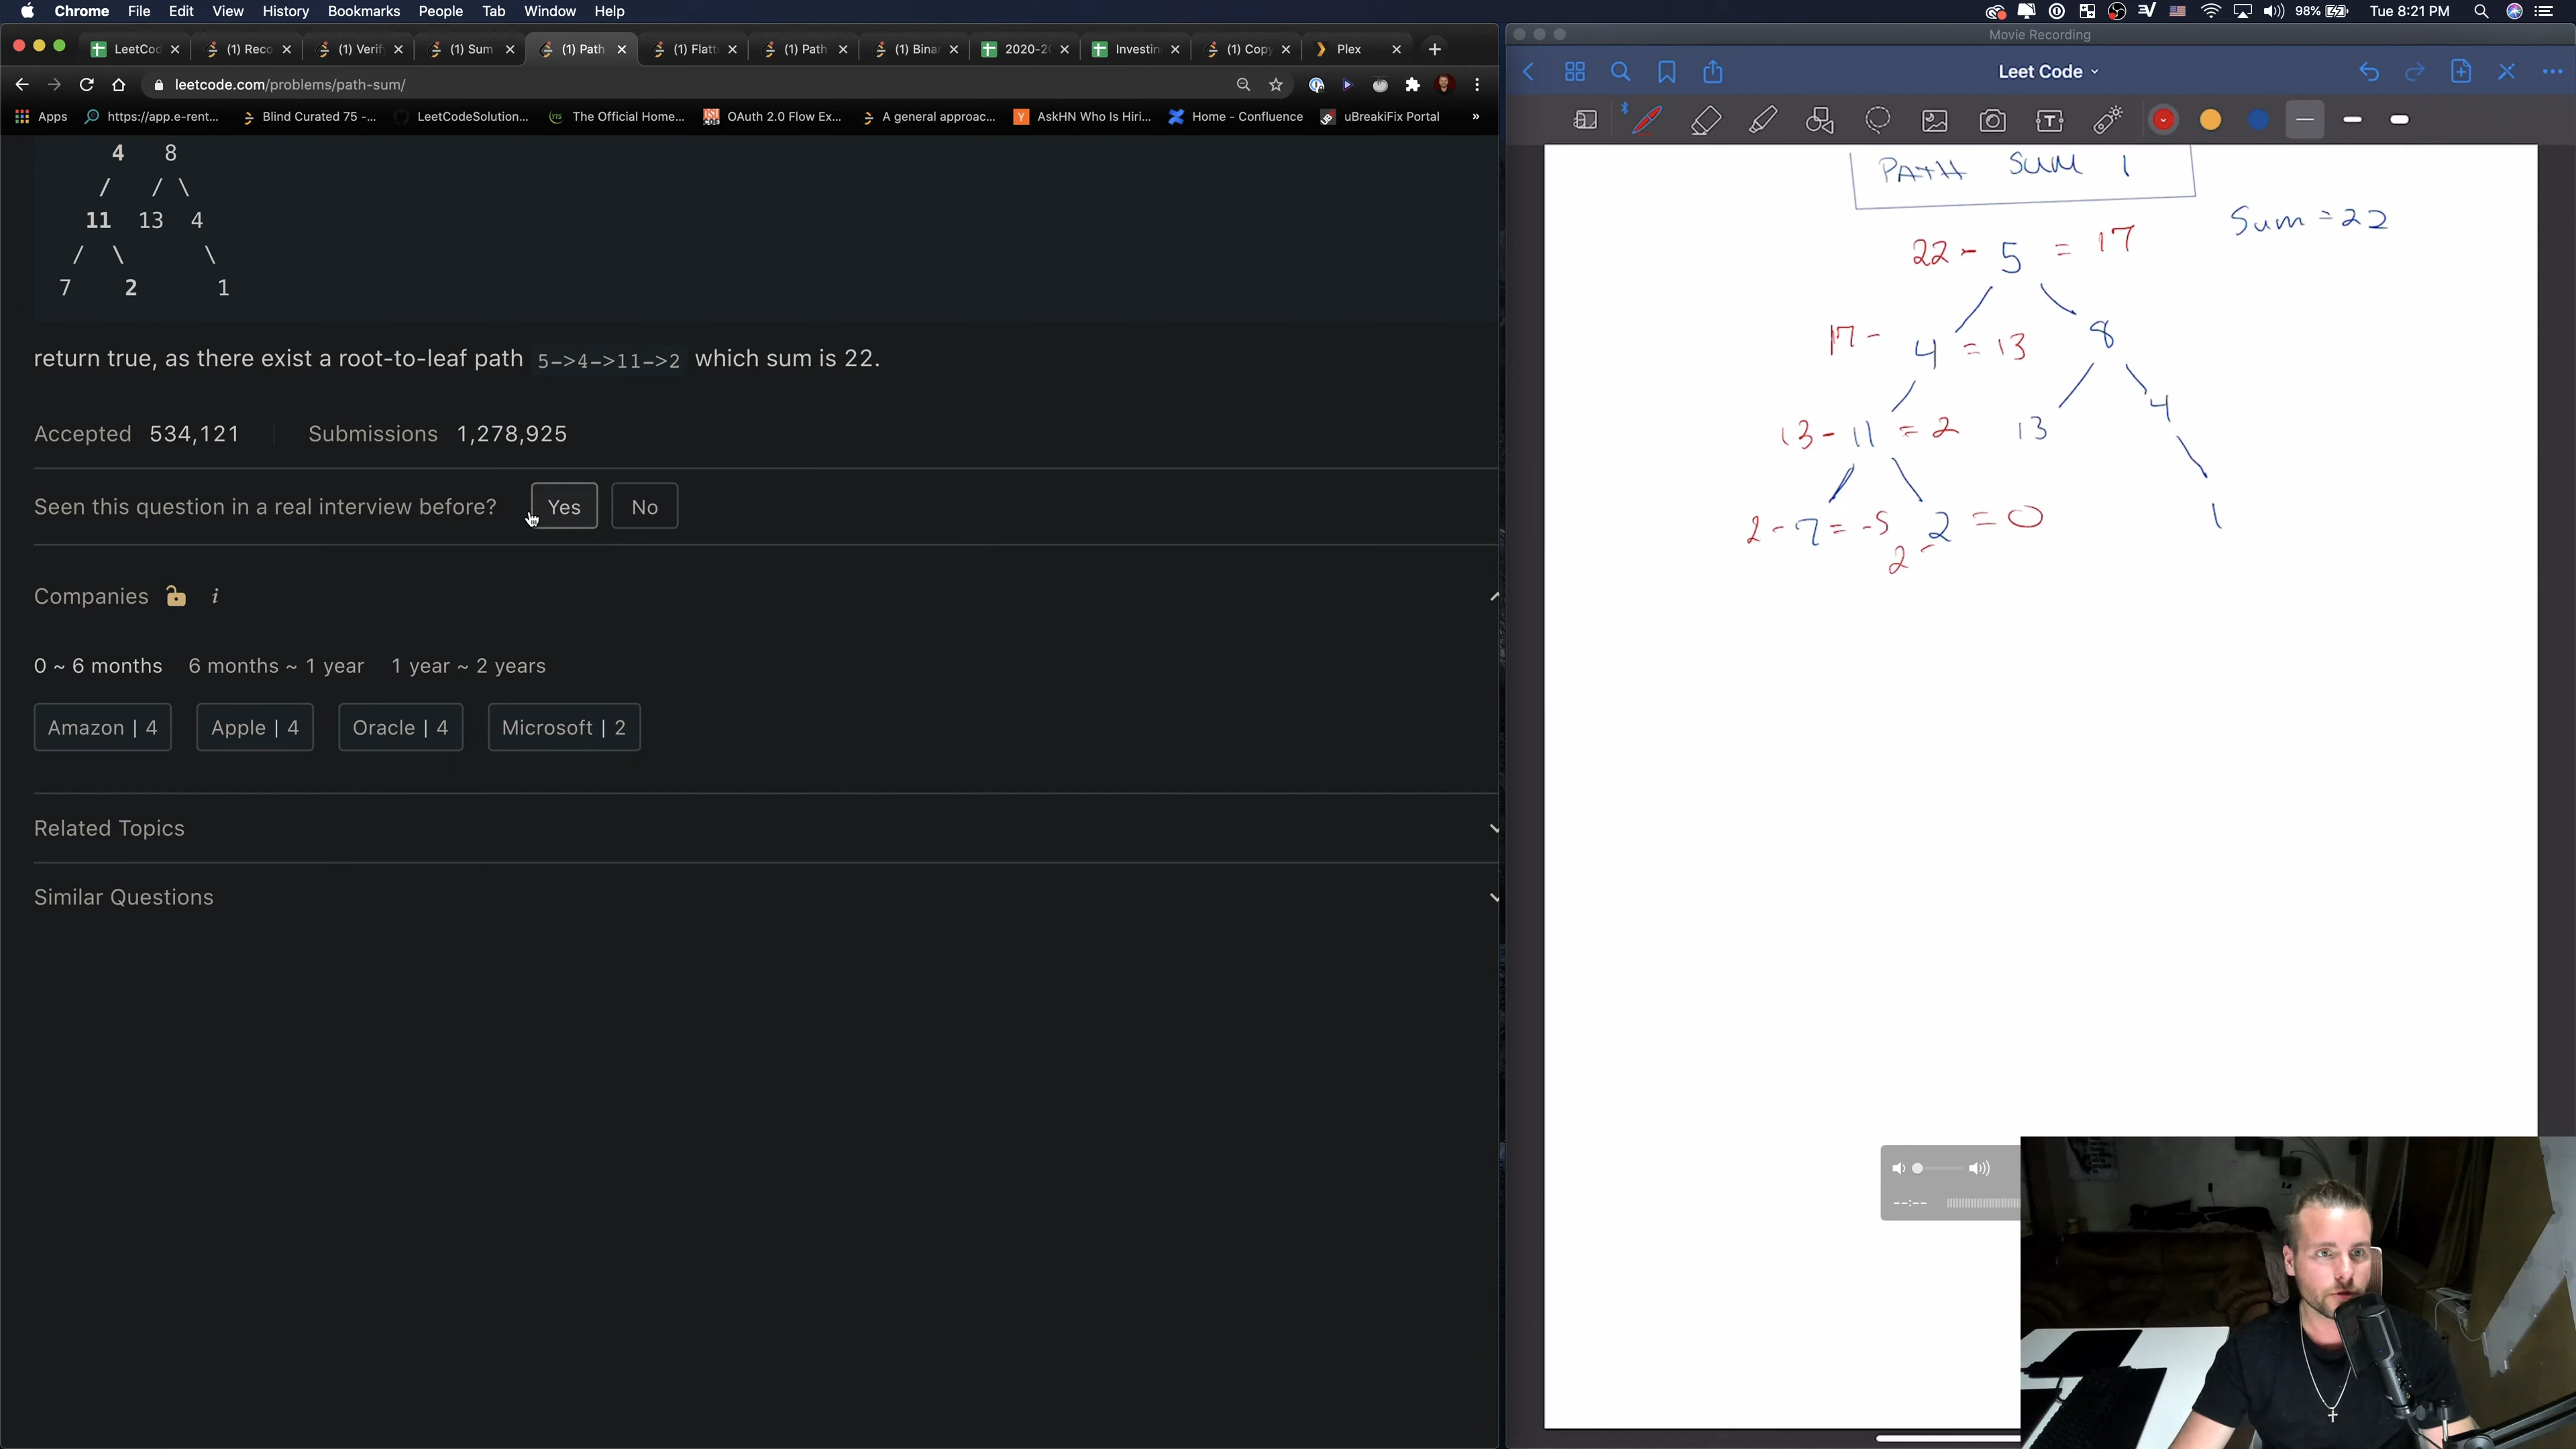 Chrome File Edit View History Bookmarks People Tab Window Help
98% Tue 8:21 PM
LeetCod (1) Reco (1) Verify (1) Sum (1) Path (1) Flatte (1) Path (1) Binar 2020-20 Investin (1) Copy Plex
leetcode.com/problems/path-sum/
Apps https://app.e-rent... Blind Curated 75 -... LeetCodeSolution... The Official Home... OAuth 2.0 Flow Ex... A general approac... AskHN Who Is Hiri... Home - Confluence uBreakiFix Portal »
4 8
/ / \
11 13 4
/ \ \
7 2 1
return true, as there exist a root-to-leaf path 5->4->11->2 which sum is 22.
Accepted 534,121 Submissions 1,278,925
Seen this question in a real interview before? Yes No
Companies i
0 ~ 6 months 6 months ~ 1 year 1 year ~ 2 years
Amazon | 4 Apple | 4 Oracle | 4 Microsoft | 2
Related Topics
Similar Questions
Movie Recording
Leet Code
PATH SUM 1
Sum = 22
22 - 5 = 17
17 - 4 = 13 8
13 - 11 = 2 13 4
2 - 7 = -5 2 = 0 1
2 -
--:--